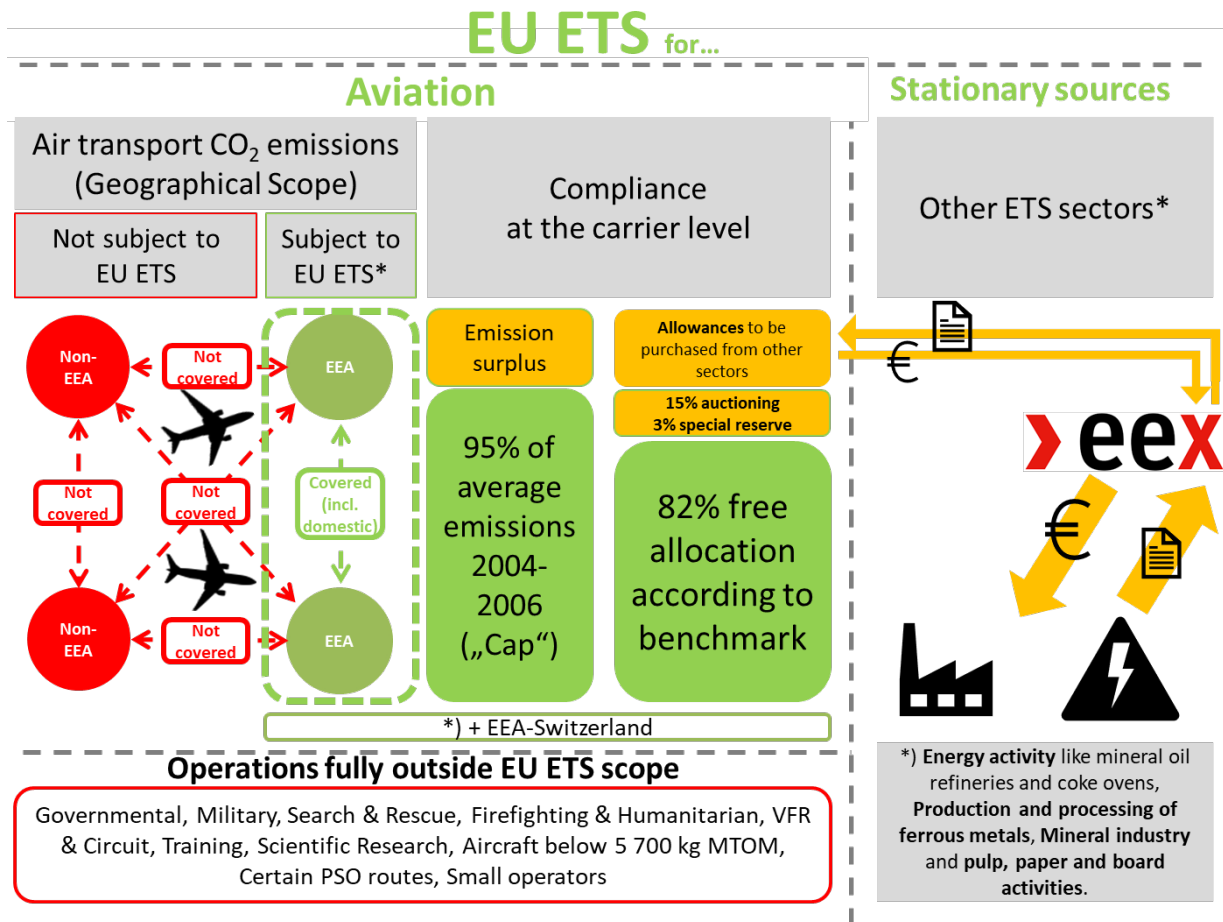 EU ETS for…
Aviation
Stationary sources
Air transport CO₂ emissions
(Geographical Scope)
Not subject to
EU ETS
Subject to
EU ETS*
Compliance
at the carrier level
Other ETS sectors*
Non-
EEA
Not
covered
EEA
Not
covered
Not
covered
Covered
(incl.
domestic)
Non-
EEA
Not
covered
EEA
Emission
surplus
95% of
average
emissions
2004-
2006
(„Cap“)
Allowances to be
purchased from other
sectors
15% auctioning
3% special reserve
82% free
allocation
according to
benchmark
*) + EEA-Switzerland
€
eex
€
Operations fully outside EU ETS scope
Governmental, Military, Search & Rescue, Firefighting & Humanitarian, VFR
& Circuit, Training, Scientific Research, Aircraft below 5 700 kg MTOM,
Certain PSO routes, Small operators
*) Energy activity like mineral oil
refineries and coke ovens,
Production and processing of
ferrous metals, Mineral industry
and pulp, paper and board
activities.